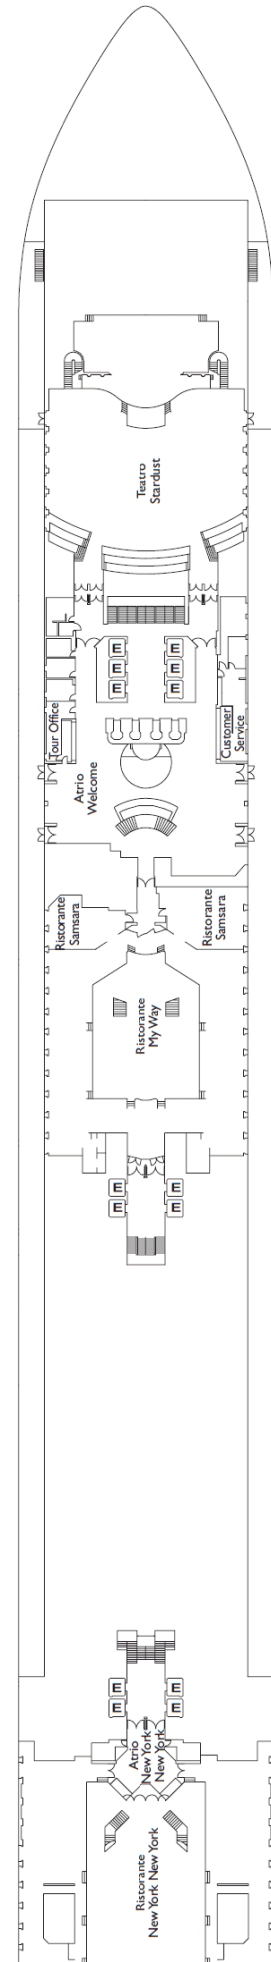 Teatro
Stardust
E E
E E
E E
Tour Office
Customer
Service
Atrio
Welcome
Ristorante
Samsara
Ristorante
Samsara
Ristorante
My Way
E E
E E
E E
E E
Atrio
New York
New York
Ristorante
New York New York